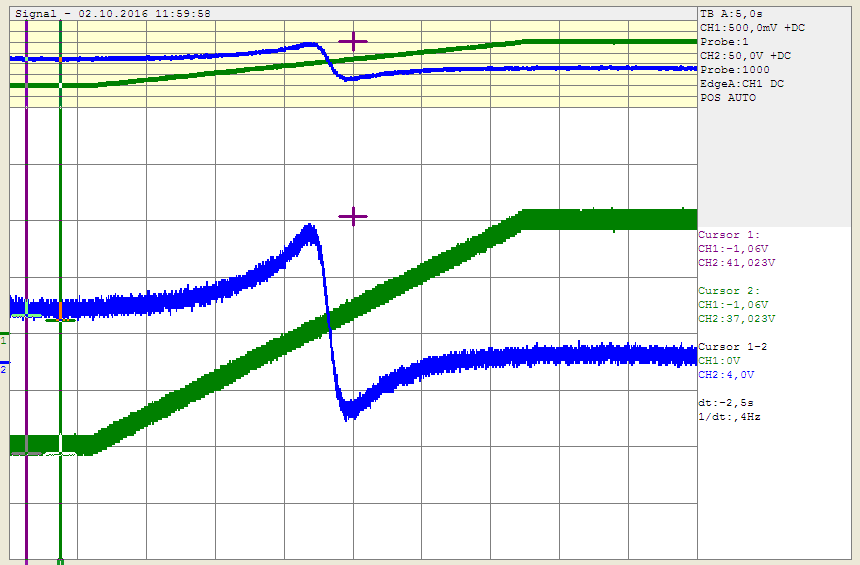 Signal - 02.10.2016 11:59:58
TB A:5,0s
CH1:500,0mV +DC
Probe:1
CH2:50,0V +DC
Probe:1000
EdgeA:CH1 DC
POS AUTO
Cursor 1:
CH1:-1,06V
CH2:41,023V
Cursor 2:
CH1:-1,06V
CH2:37,023V
Cursor 1-2
CH1:0V
CH2:4,0V
dt:-2,5s
1/dt:,4Hz
1
2